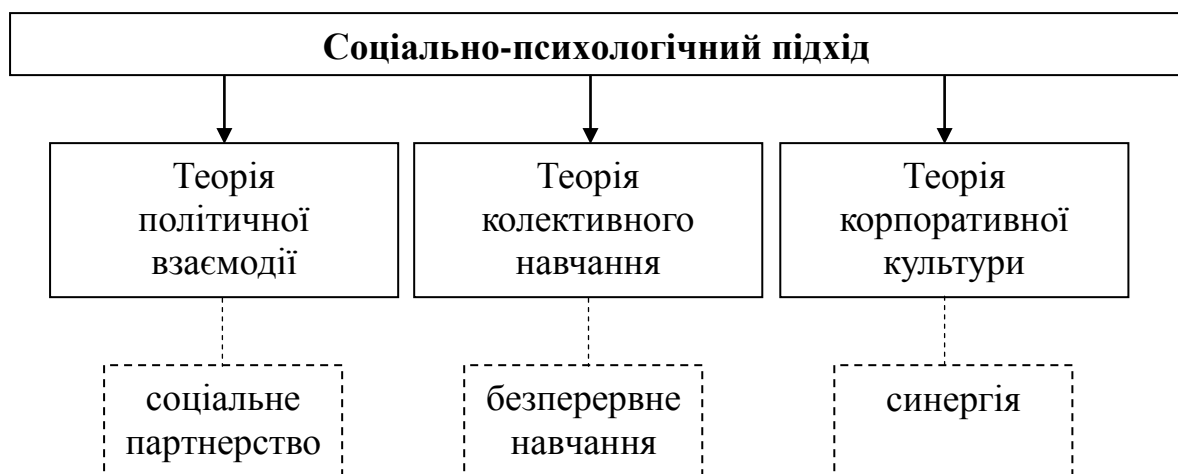 Соціально-психологічний підхід
Теорія
політичної
взаємодії
Теорія
колективного
навчання
Теорія
корпоративної
культури
соціальне
партнерство
безперервне
навчання
синергія